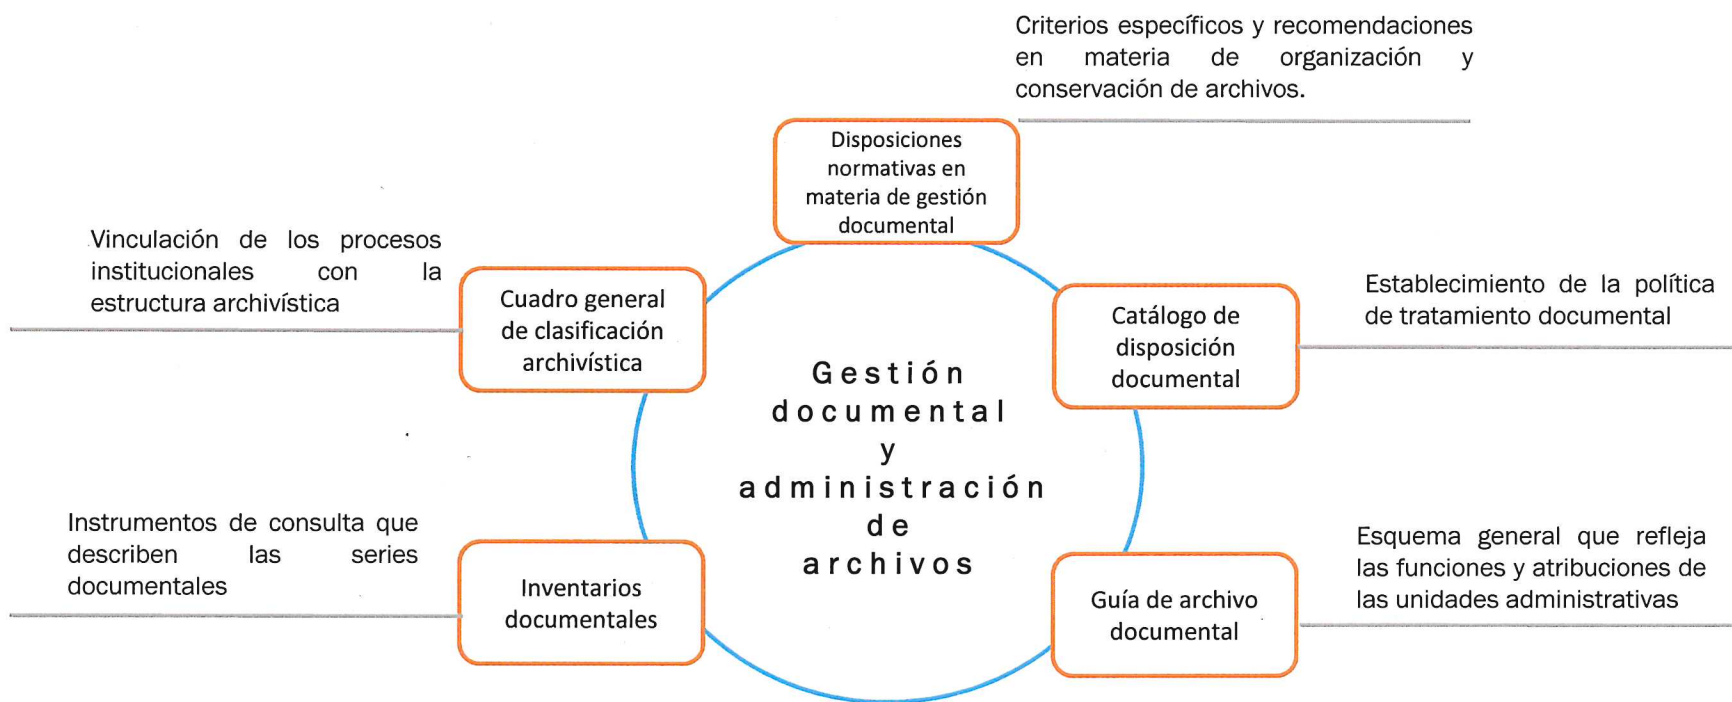 Criterios específicos y recomendaciones
en materia de organización y
conservación de archivos.
Disposiciones
normativas en
materia de gestión
documental
Vinculación de los procesos
institucionales con la
estructura archivística
Cuadro general
de clasificación
archivística
Catálogo de
disposición
documental
Establecimiento de la política
de tratamiento documental
Gestión
documental
y
administración
de
archivos
Instrumentos de consulta que
describen las series
documentales
Inventarios
documentales
Guía de archivo
documental
Esquema general que refleja
las funciones y atribuciones de
las unidades administrativas